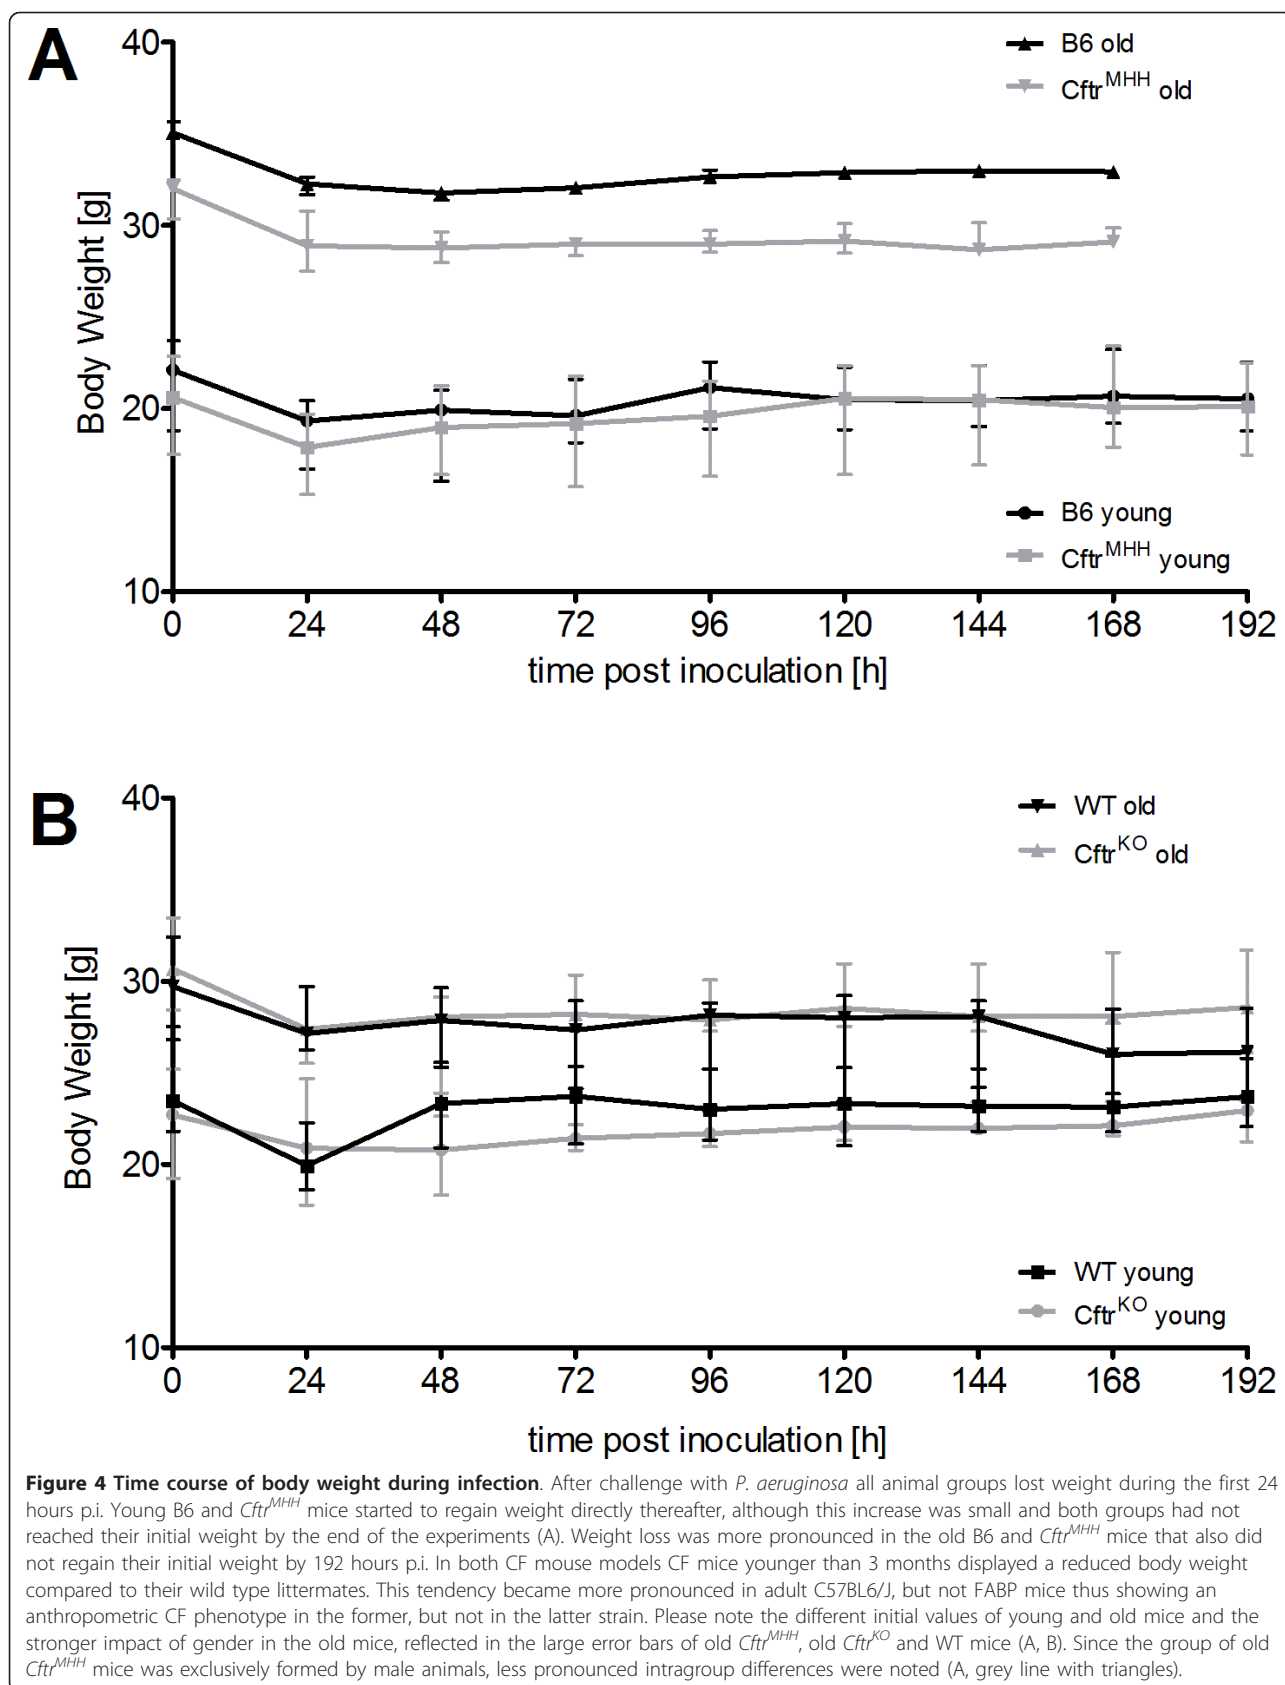 A
40
30
20
10
Body Weight [g]
B6 old
Cftr^MHH old
B6 young
Cftr^MHH young
0 24 48 72 96 120 144 168 192
time post inoculation [h]
B
40
30
20
10
Body Weight [g]
WT old
Cftr^KO old
WT young
Cftr^KO young
0 24 48 72 96 120 144 168 192
time post inoculation [h]
Figure 4 Time course of body weight during infection. After challenge with P. aeruginosa all animal groups lost weight during the first 24
hours p.i. Young B6 and Cftr^MHH mice started to regain weight directly thereafter, although this increase was small and both groups had not
reached their initial weight by the end of the experiments (A). Weight loss was more pronounced in the old B6 and Cftr^MHH mice that also did
not regain their initial weight by 192 hours p.i. In both CF mouse models CF mice younger than 3 months displayed a reduced body weight
compared to their wild type littermates. This tendency became more pronounced in adult C57BL6/J, but not FABP mice thus showing an
anthropometric CF phenotype in the former, but not in the latter strain. Please note the different initial values of young and old mice and the
stronger impact of gender in the old mice, reflected in the large error bars of old Cftr^MHH, old Cftr^KO and WT mice (A, B). Since the group of old
Cftr^MHH mice was exclusively formed by male animals, less pronounced intragroup differences were noted (A, grey line with triangles).